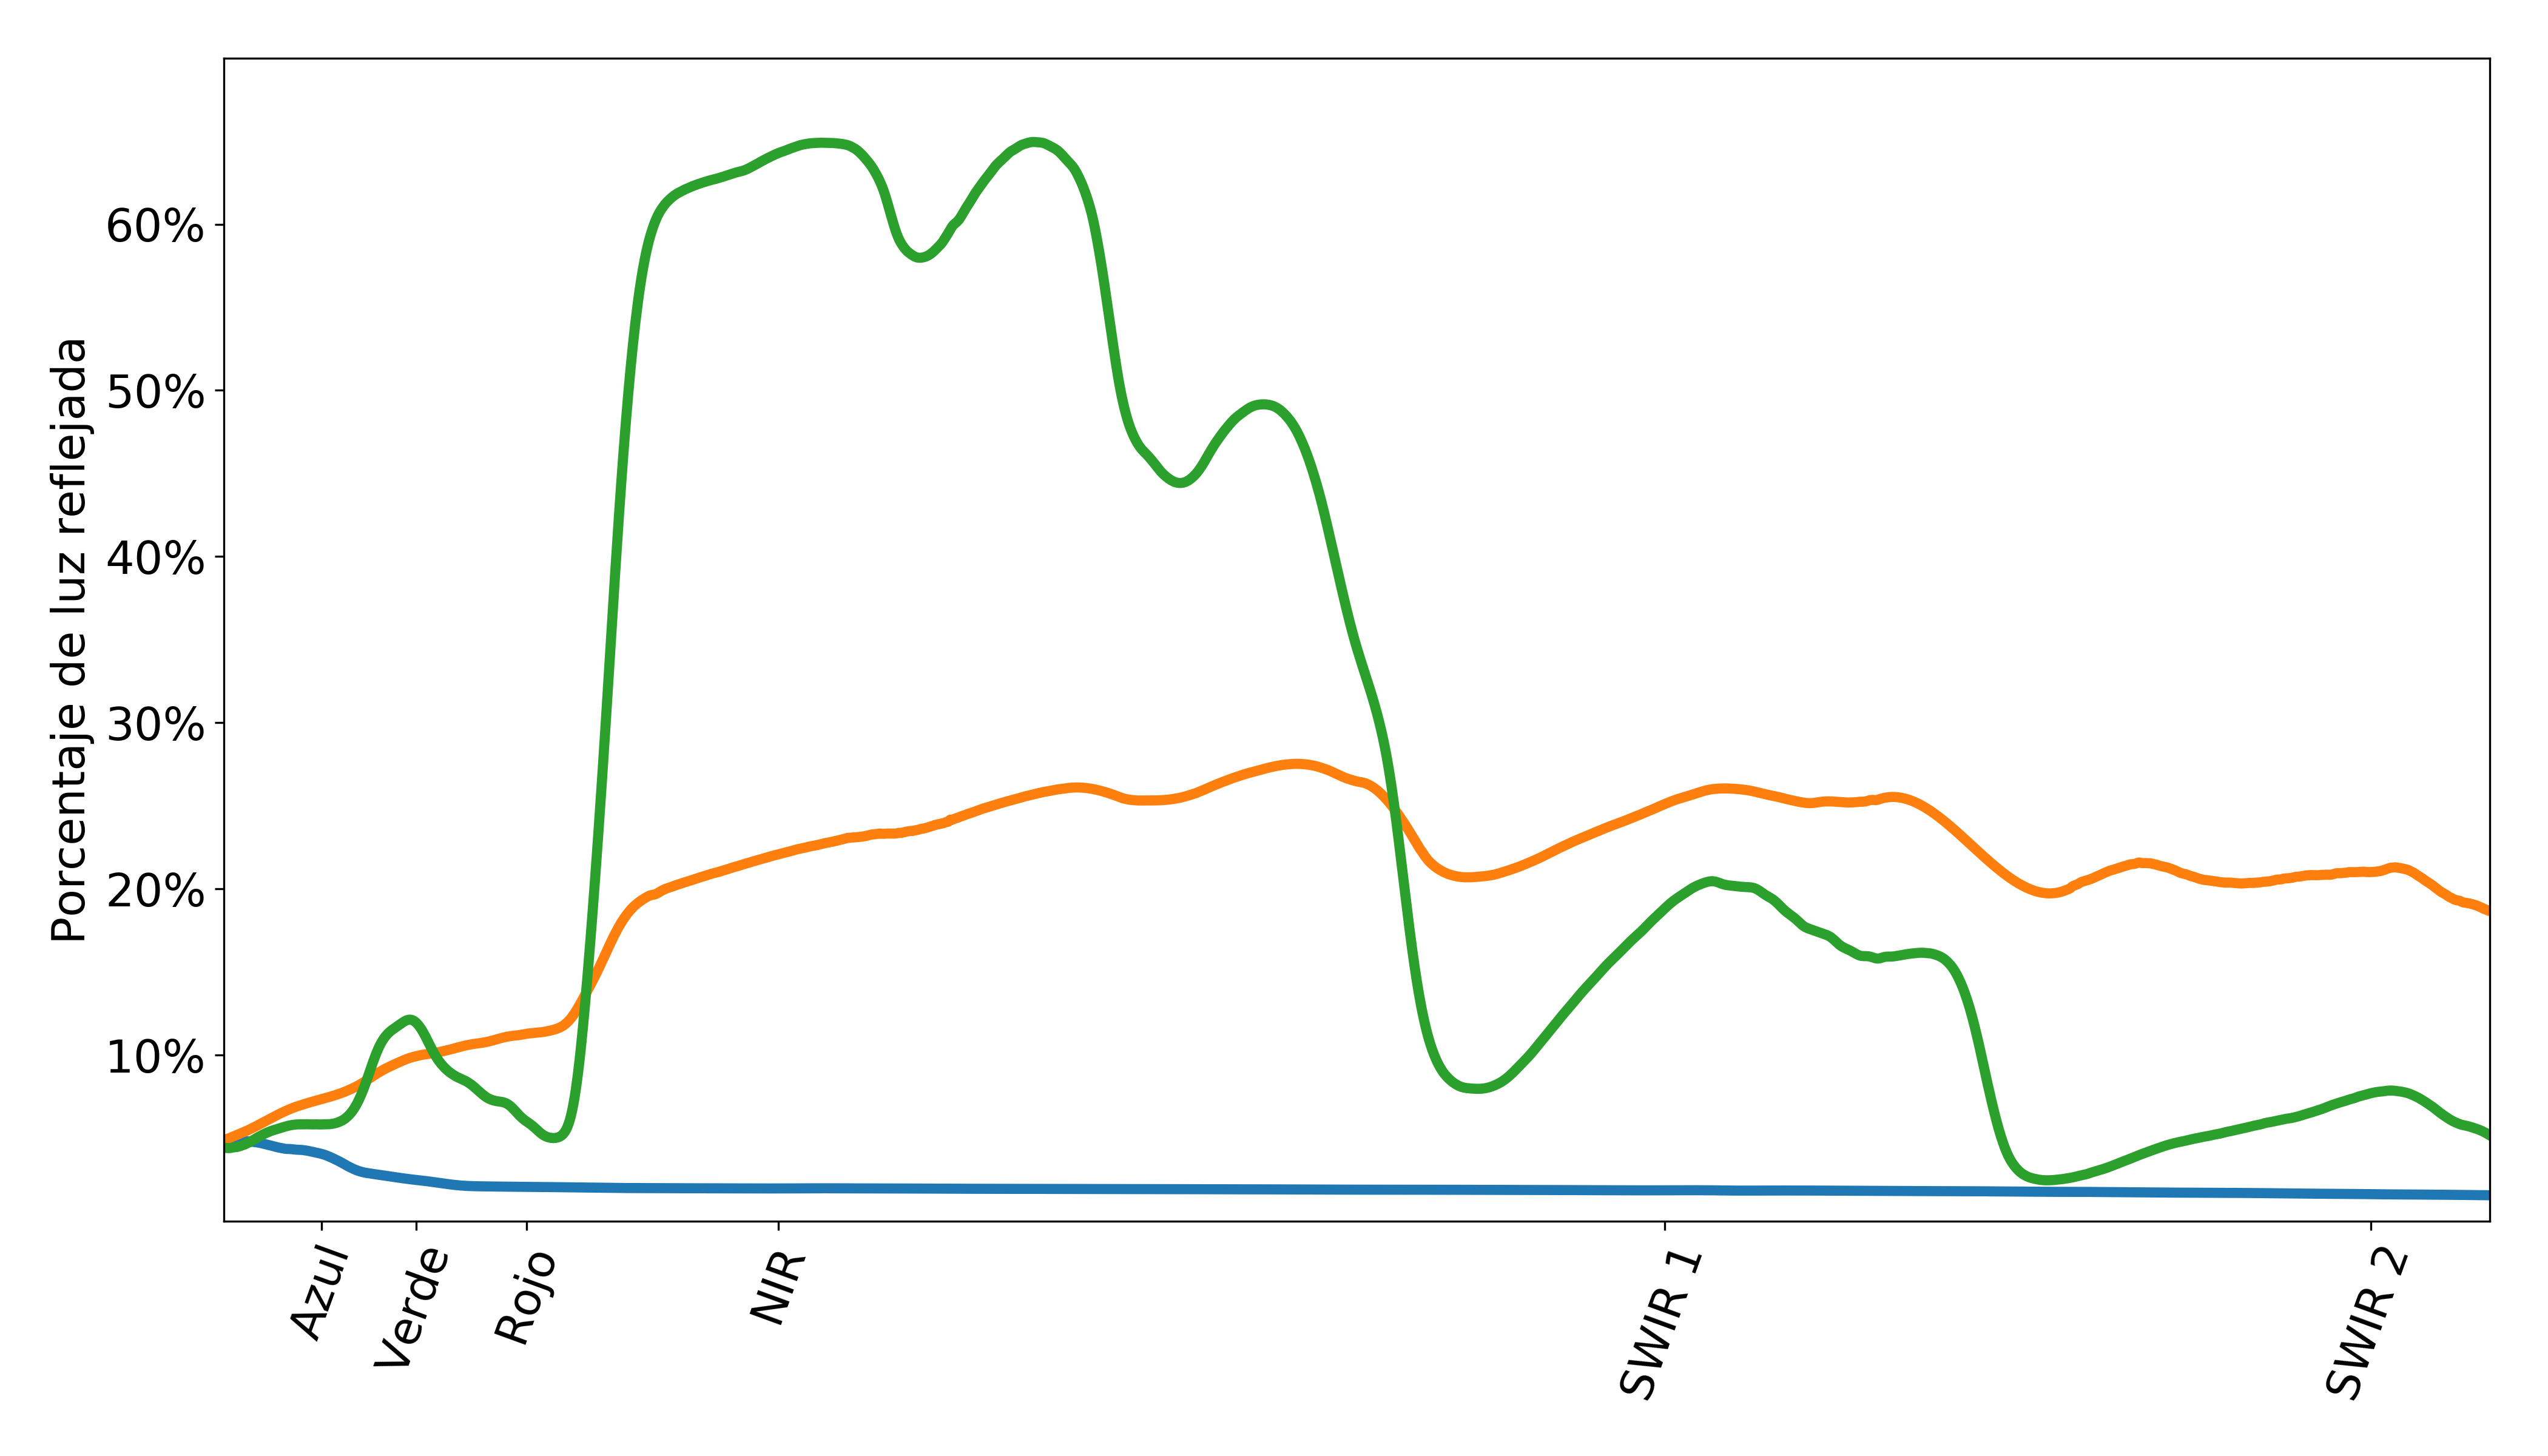 Porcentaje de luz reflejada
60%
50%
40%
30%
20%
10%
Azul
Verde
Rojo
NIR
SWIR 1
SWIR 2